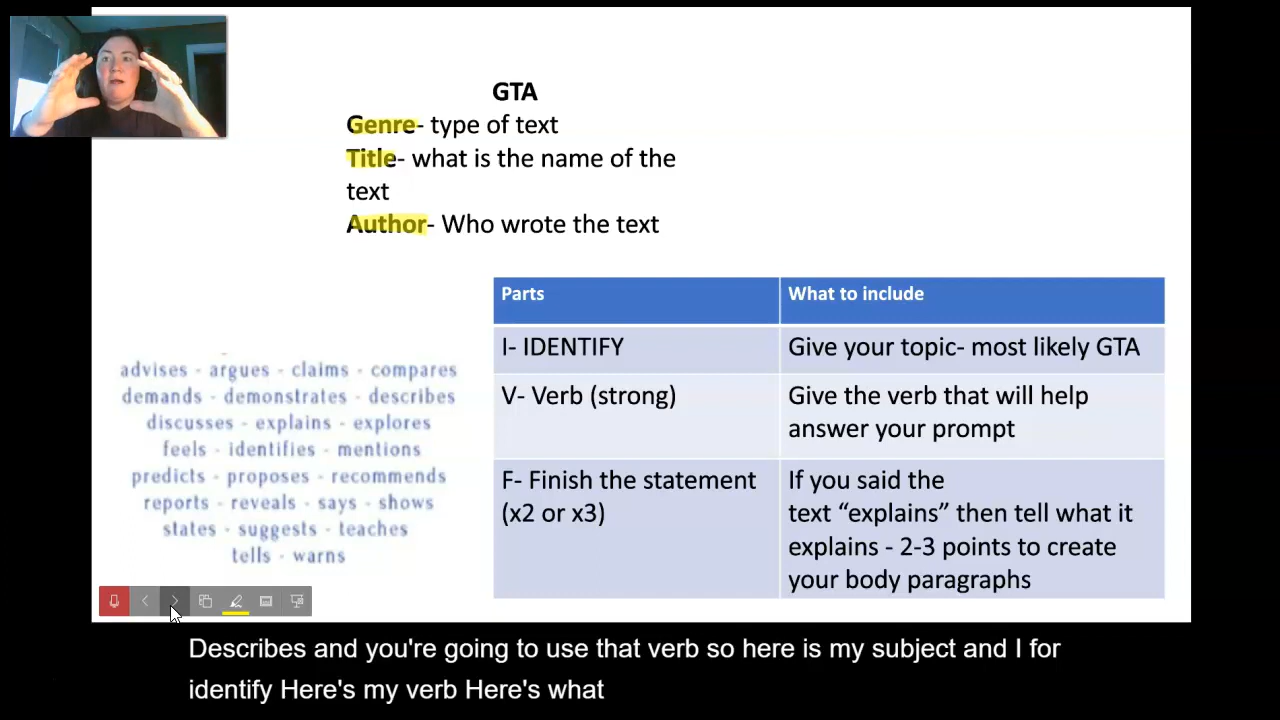 GTA
Genre- type of text
Title- what is the name of the
text
Author- Who wrote the text
Parts What to include
I- IDENTIFY Give your topic- most likely GTA
V- Verb (strong) Give the verb that will help
answer your prompt
F- Finish the statement If you said the
(x2 or x3) text “explains” then tell what it
explains - 2-3 points to create
your body paragraphs
advises - argues - claims - compares
demands - demonstrates - describes
discusses - explains - explores
feels - identifies - mentions
predicts - proposes - recommends
reports - reveals - says - shows
states - suggests - teaches
tells - warns
Describes and you're going to use that verb so here is my subject and I for
identify Here's my verb Here's what